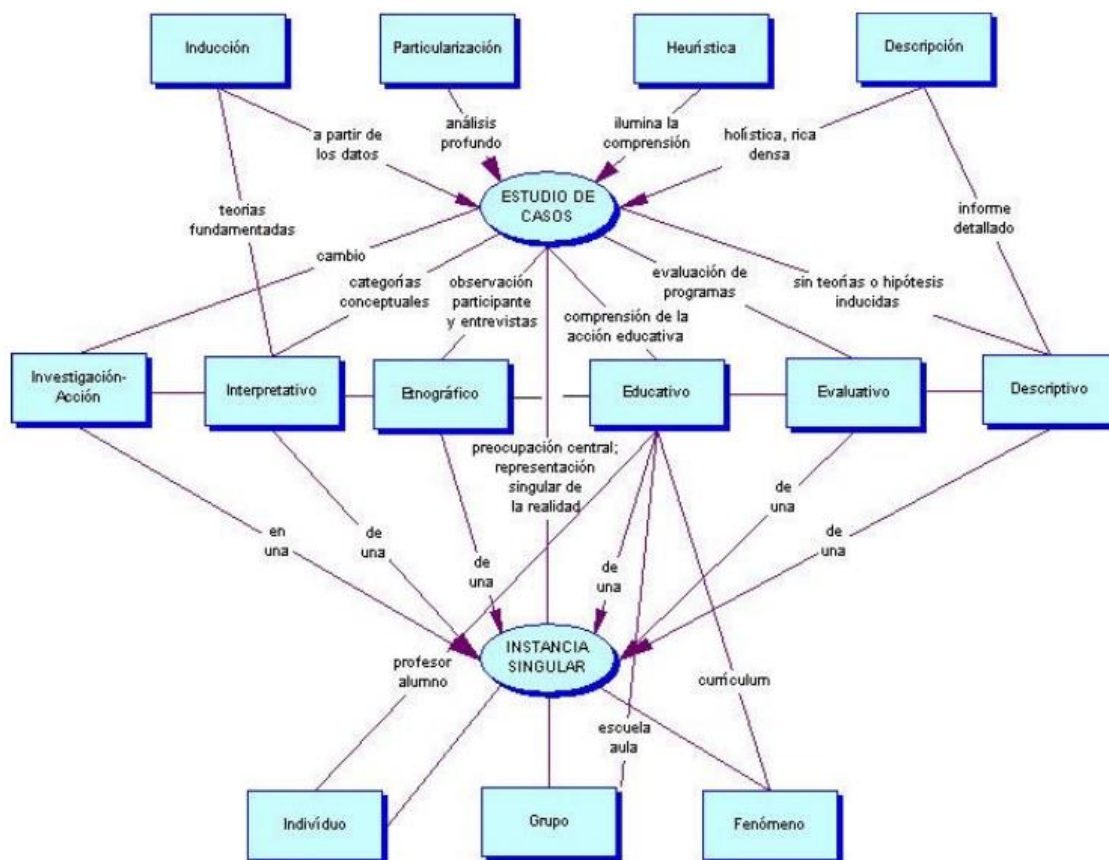 Inducción
Particularización
Heurística
Descripción
a partir de
los datos
análisis
profundo
ilumina la
comprensión
holística, rica
densa
ESTUDIO DE
CASOS
teorías
fundamentadas
informe
detallado
cambio
categorías
conceptuales
observación
participante
y entrevistas
comprensión de la
acción educativa
evaluación de
programas
sin teorías o hipótesis
inducidas
Investigación-
Acción
Interpretativo
Etnográfico
Educativo
Evaluativo
Descriptivo
preocupación central;
representación
singular de
la realidad
en
una
de
una
de
una
de
una
de
una
de
una
INSTANCIA
SINGULAR
profesor
alumno
escuela
aula
currículum
Indivíduo
Grupo
Fenómeno